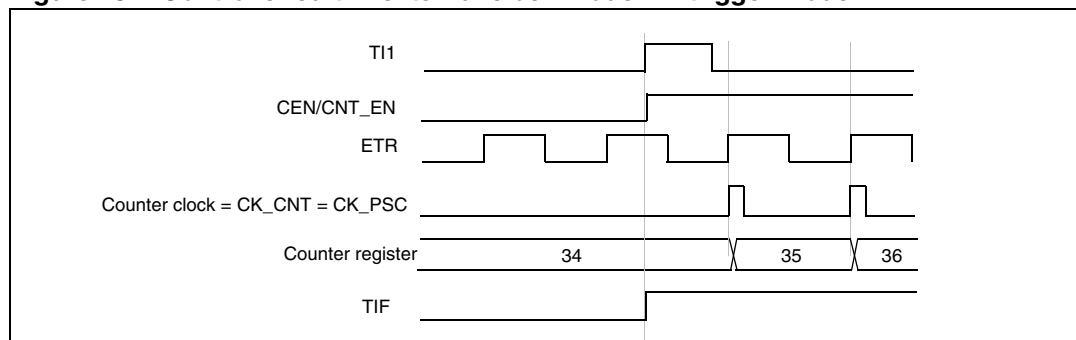 TI1
CEN/CNT_EN
ETR
Counter clock = CK_CNT = CK_PSC
Counter register
34
35
36
TIF